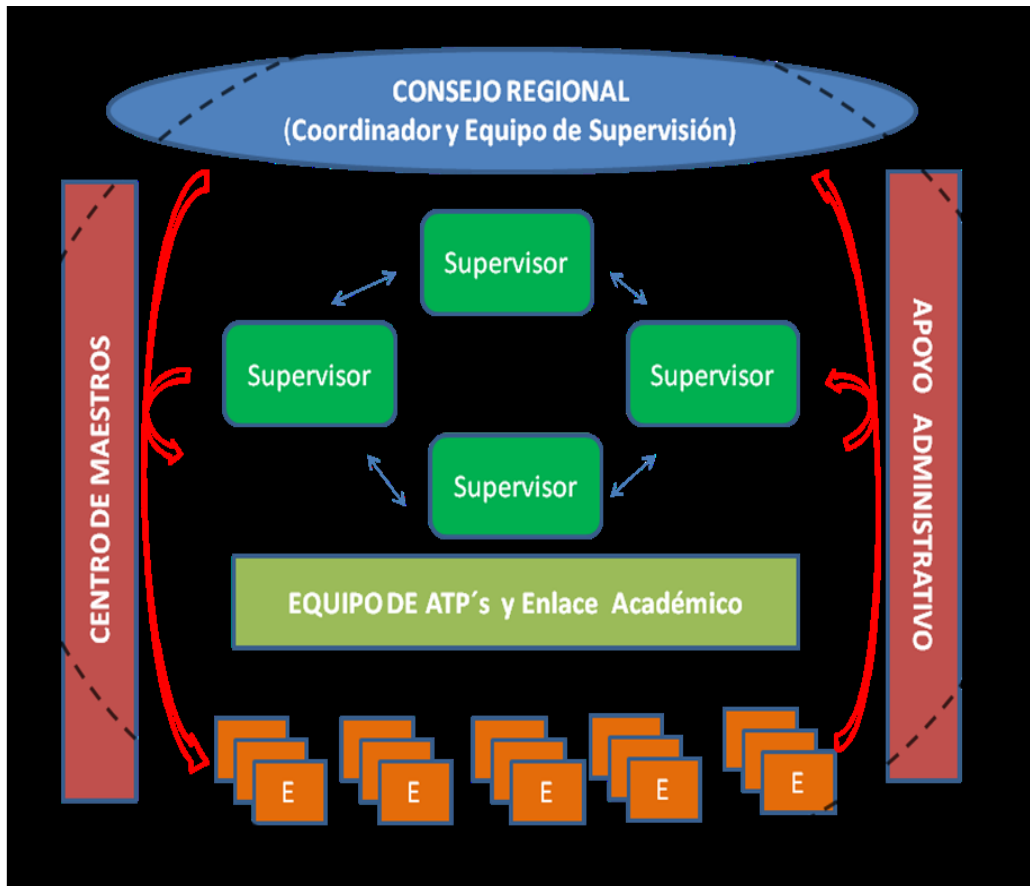 CONSEJO REGIONAL
(Coordinador y Equipo de Supervisión)
CENTRO DE MAESTROS
Supervisor
Supervisor
Supervisor
Supervisor
APOYO ADMINISTRATIVO
EQUIPO DE ATP´s y Enlace Académico
E
E
E
E
E